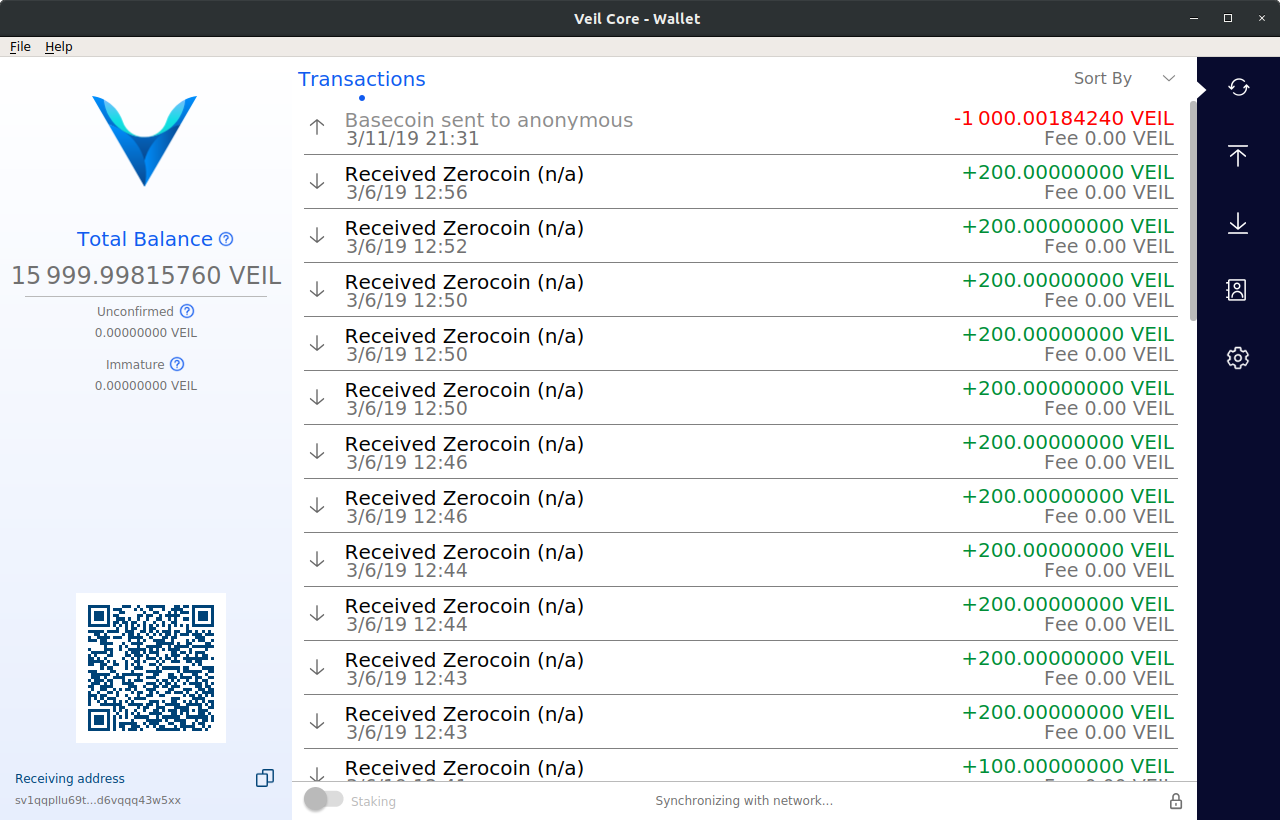 Veil Core - Wallet
File Help
Total Balance
15 999.99815760 VEIL
Unconfirmed
0.00000000 VEIL
Immature
0.00000000 VEIL
Receiving address
sv1qqpllu69t...d6vqqq43w5xx
Transactions
Sort By
Basecoin sent to anonymous -1 000.00184240 VEIL
3/11/19 21:31 Fee 0.00 VEIL
Received Zerocoin (n/a) +200.00000000 VEIL
3/6/19 12:56 Fee 0.00 VEIL
Received Zerocoin (n/a) +200.00000000 VEIL
3/6/19 12:52 Fee 0.00 VEIL
Received Zerocoin (n/a) +200.00000000 VEIL
3/6/19 12:50 Fee 0.00 VEIL
Received Zerocoin (n/a) +200.00000000 VEIL
3/6/19 12:50 Fee 0.00 VEIL
Received Zerocoin (n/a) +200.00000000 VEIL
3/6/19 12:50 Fee 0.00 VEIL
Received Zerocoin (n/a) +200.00000000 VEIL
3/6/19 12:46 Fee 0.00 VEIL
Received Zerocoin (n/a) +200.00000000 VEIL
3/6/19 12:46 Fee 0.00 VEIL
Received Zerocoin (n/a) +200.00000000 VEIL
3/6/19 12:44 Fee 0.00 VEIL
Received Zerocoin (n/a) +200.00000000 VEIL
3/6/19 12:44 Fee 0.00 VEIL
Received Zerocoin (n/a) +200.00000000 VEIL
3/6/19 12:43 Fee 0.00 VEIL
Received Zerocoin (n/a) +200.00000000 VEIL
3/6/19 12:43 Fee 0.00 VEIL
Received Zerocoin (n/a) +100.00000000 VEIL
Staking
Synchronizing with network...